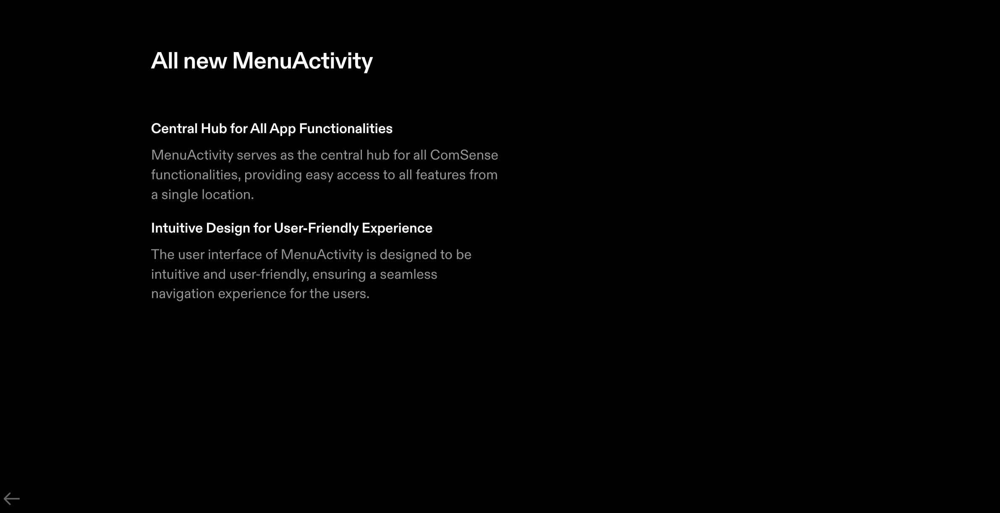 All new MenuActivity
Central Hub for All App Functionalities
MenuActivity serves as the central hub for all ComSense
functionalities, providing easy access to all features from
a single location.
Intuitive Design for User-Friendly Experience
The user interface of MenuActivity is designed to be
intuitive and user-friendly, ensuring a seamless
navigation experience for the users.